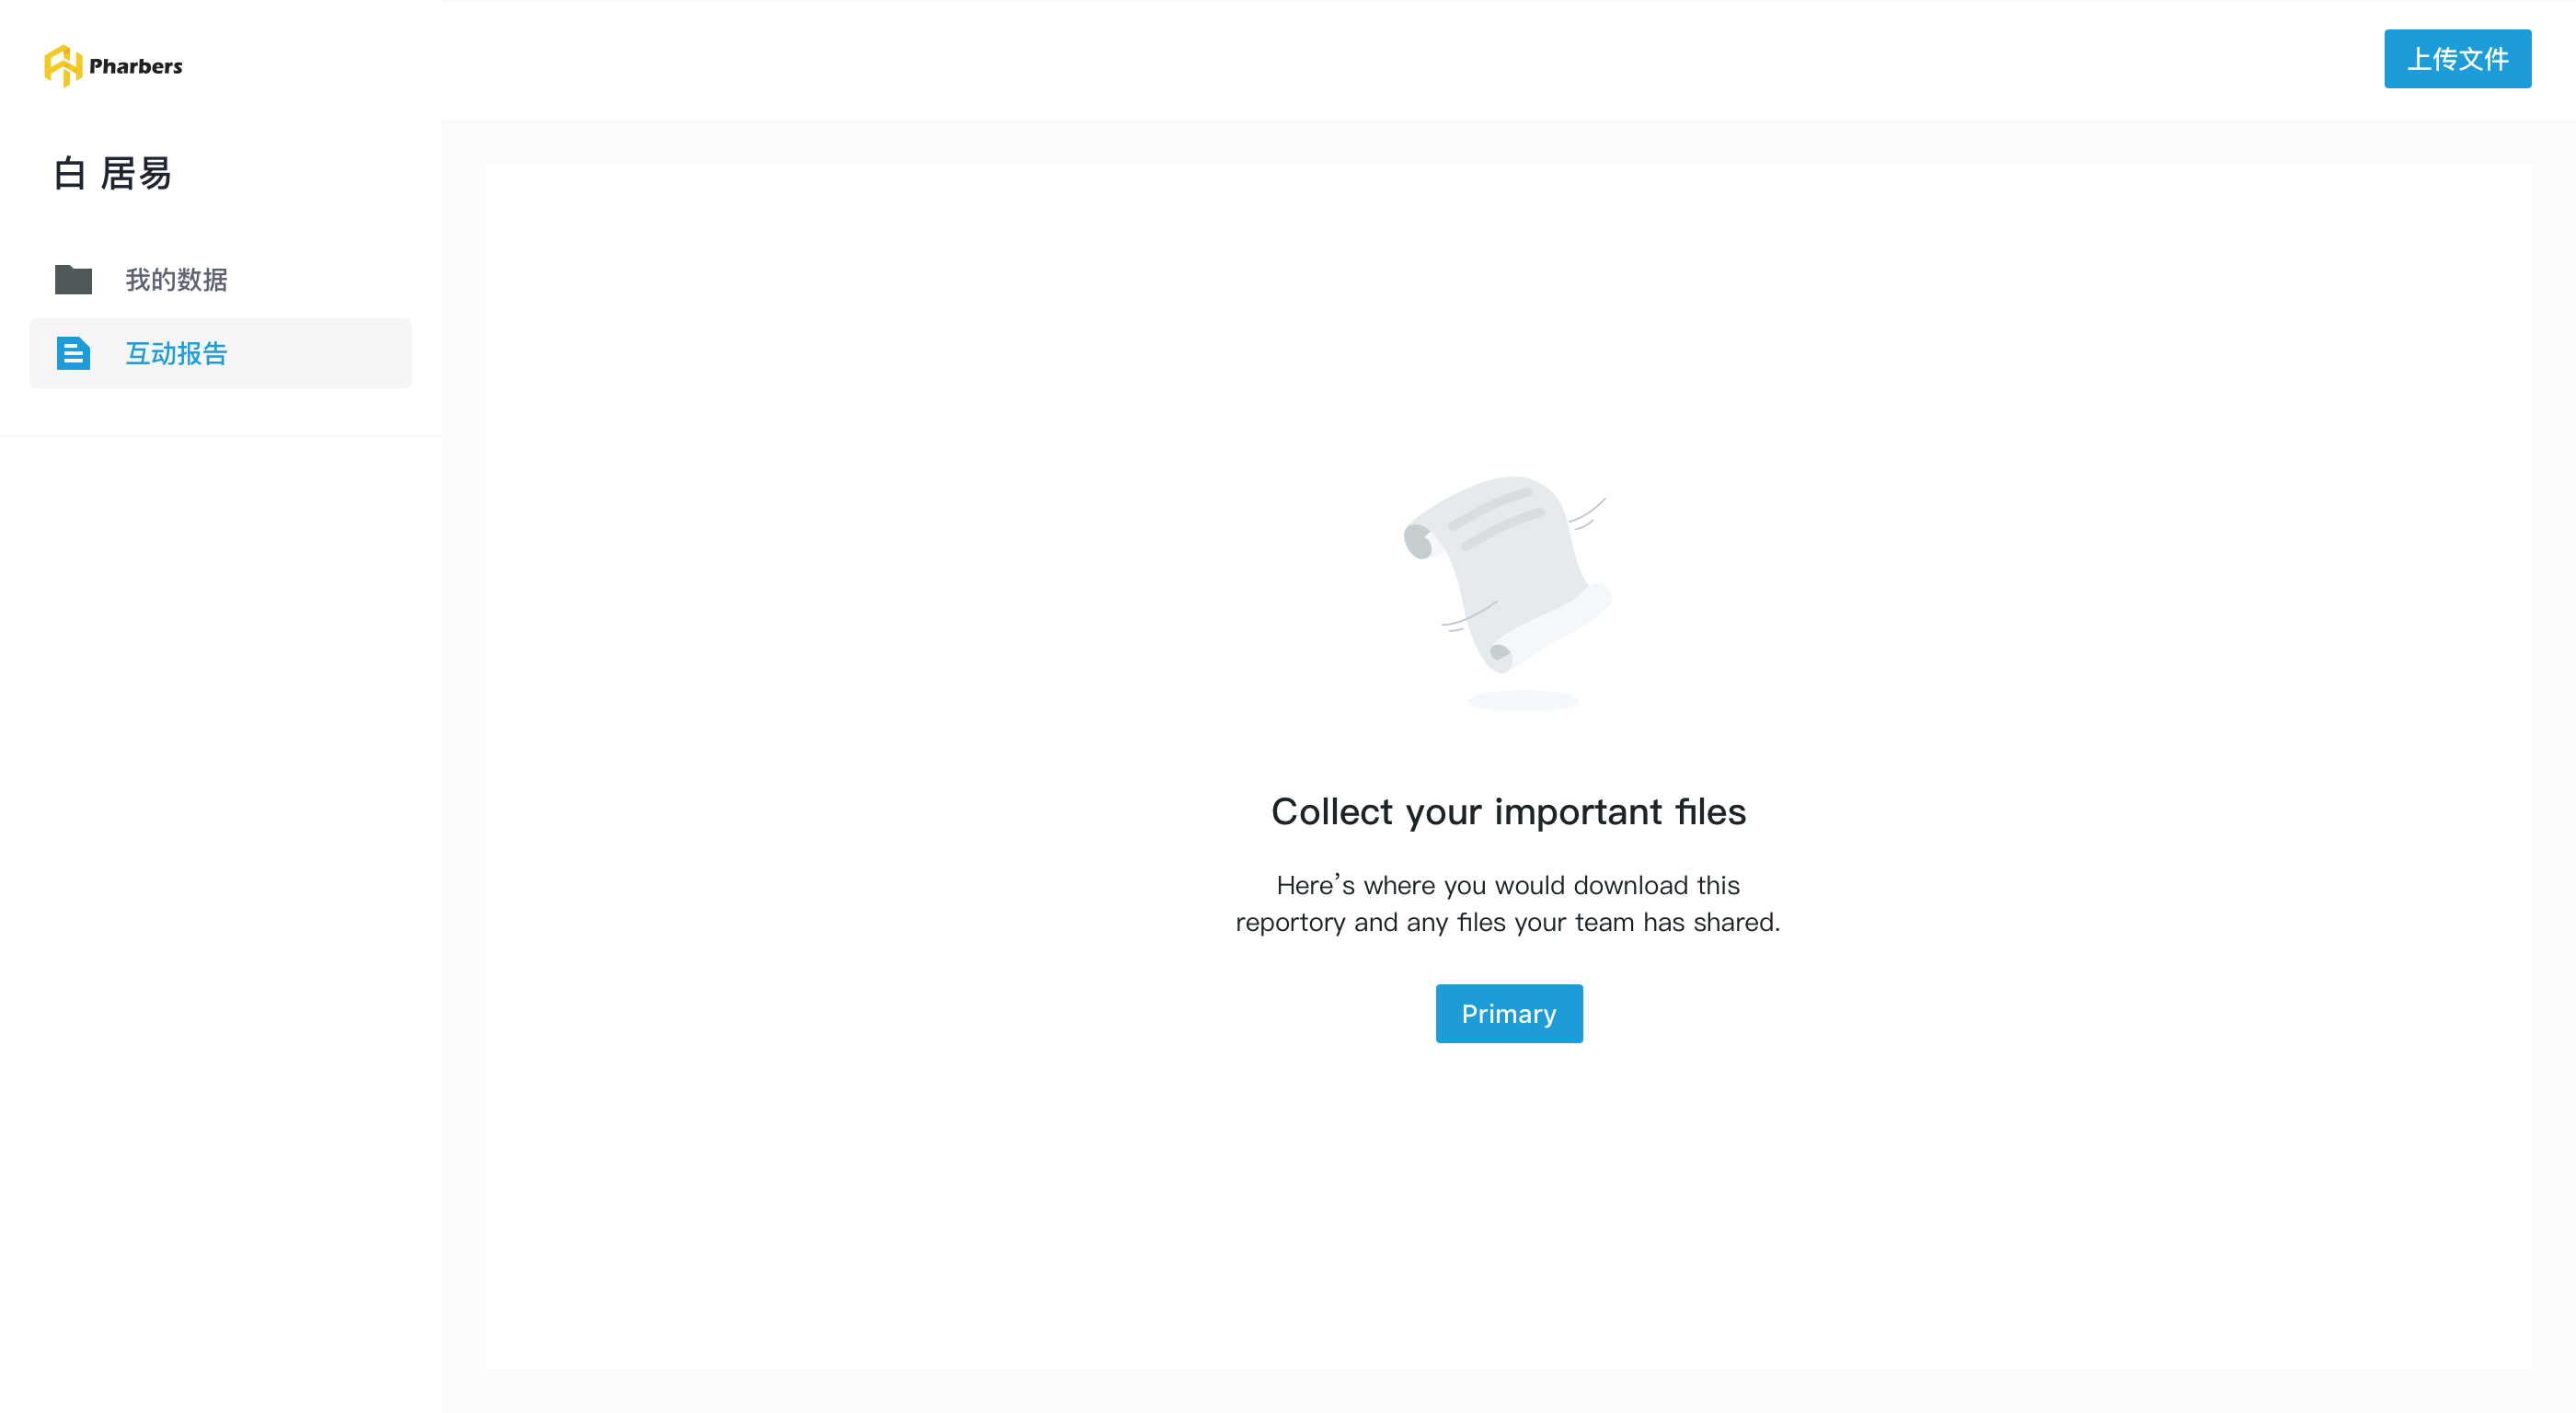 Pharbers
上传文件
白 居易
我的数据
互动报告
Collect your important files
Here’s where you would download this
reportory and any files your team has shared.
Primary